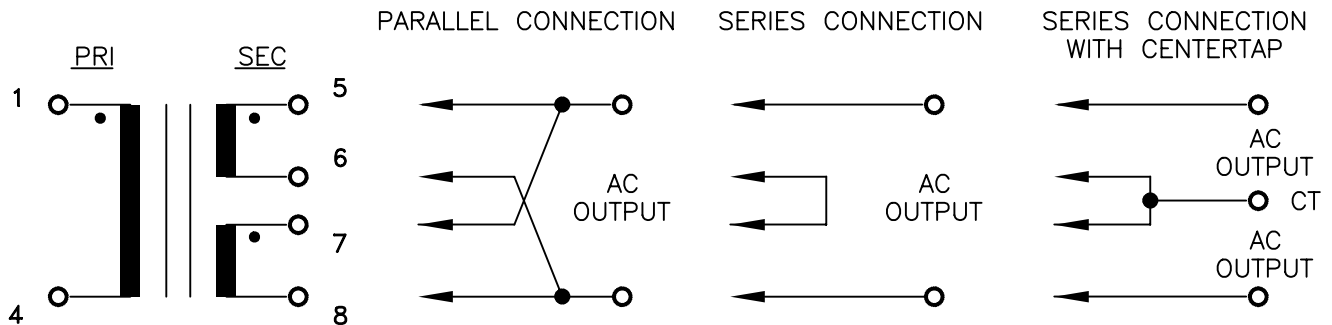 PRI
SEC
1
4
5
6
7
8
PARALLEL CONNECTION
AC
OUTPUT
SERIES CONNECTION
AC
OUTPUT
SERIES CONNECTION
WITH CENTERTAP
AC
OUTPUT
CT
AC
OUTPUT